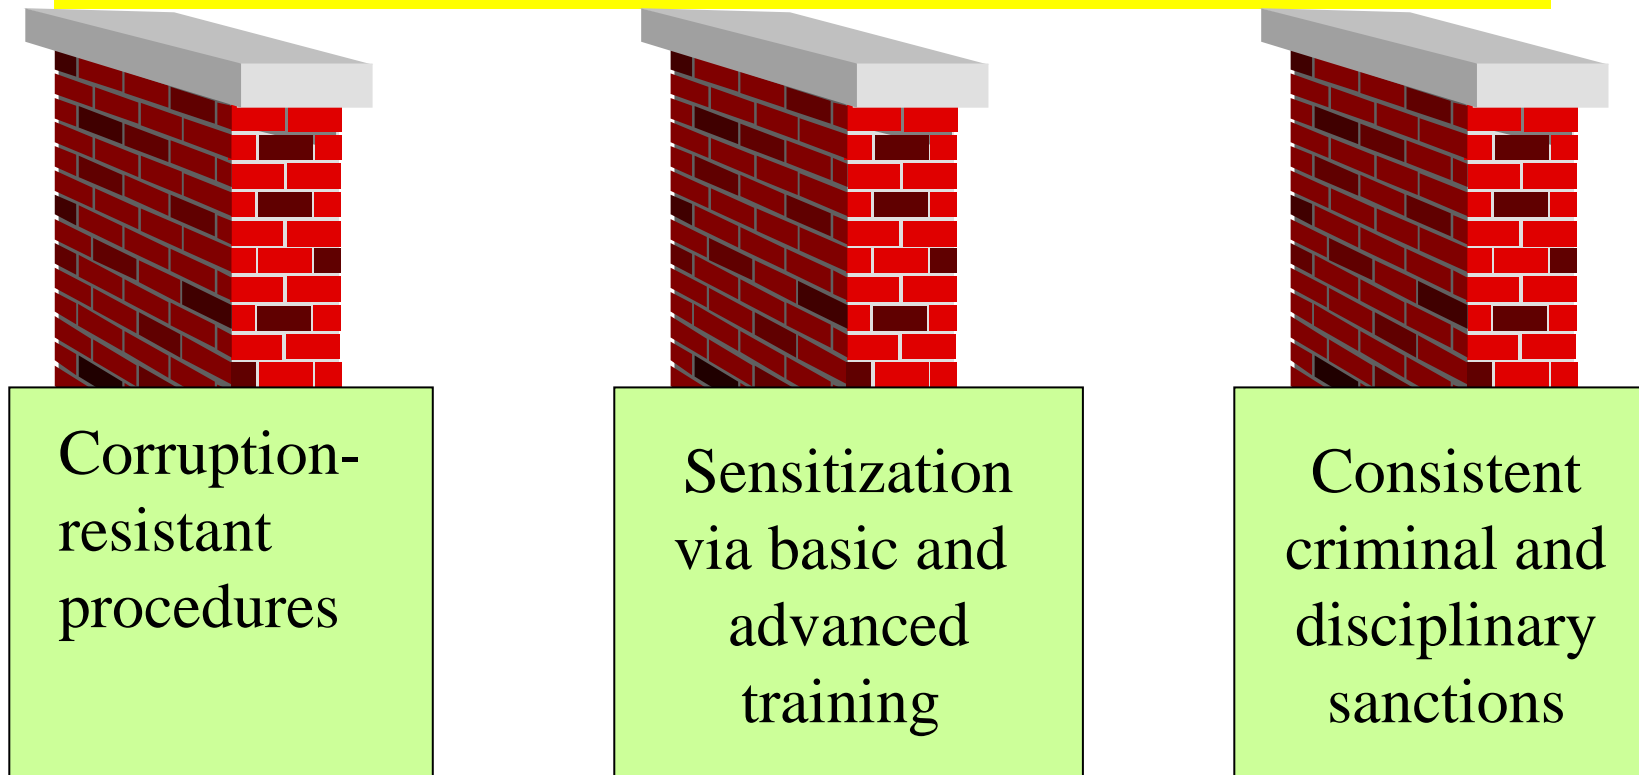 Corruption-
resistant
procedures
Sensitization
via basic and
advanced
training
Consistent
criminal and
disciplinary
sanctions